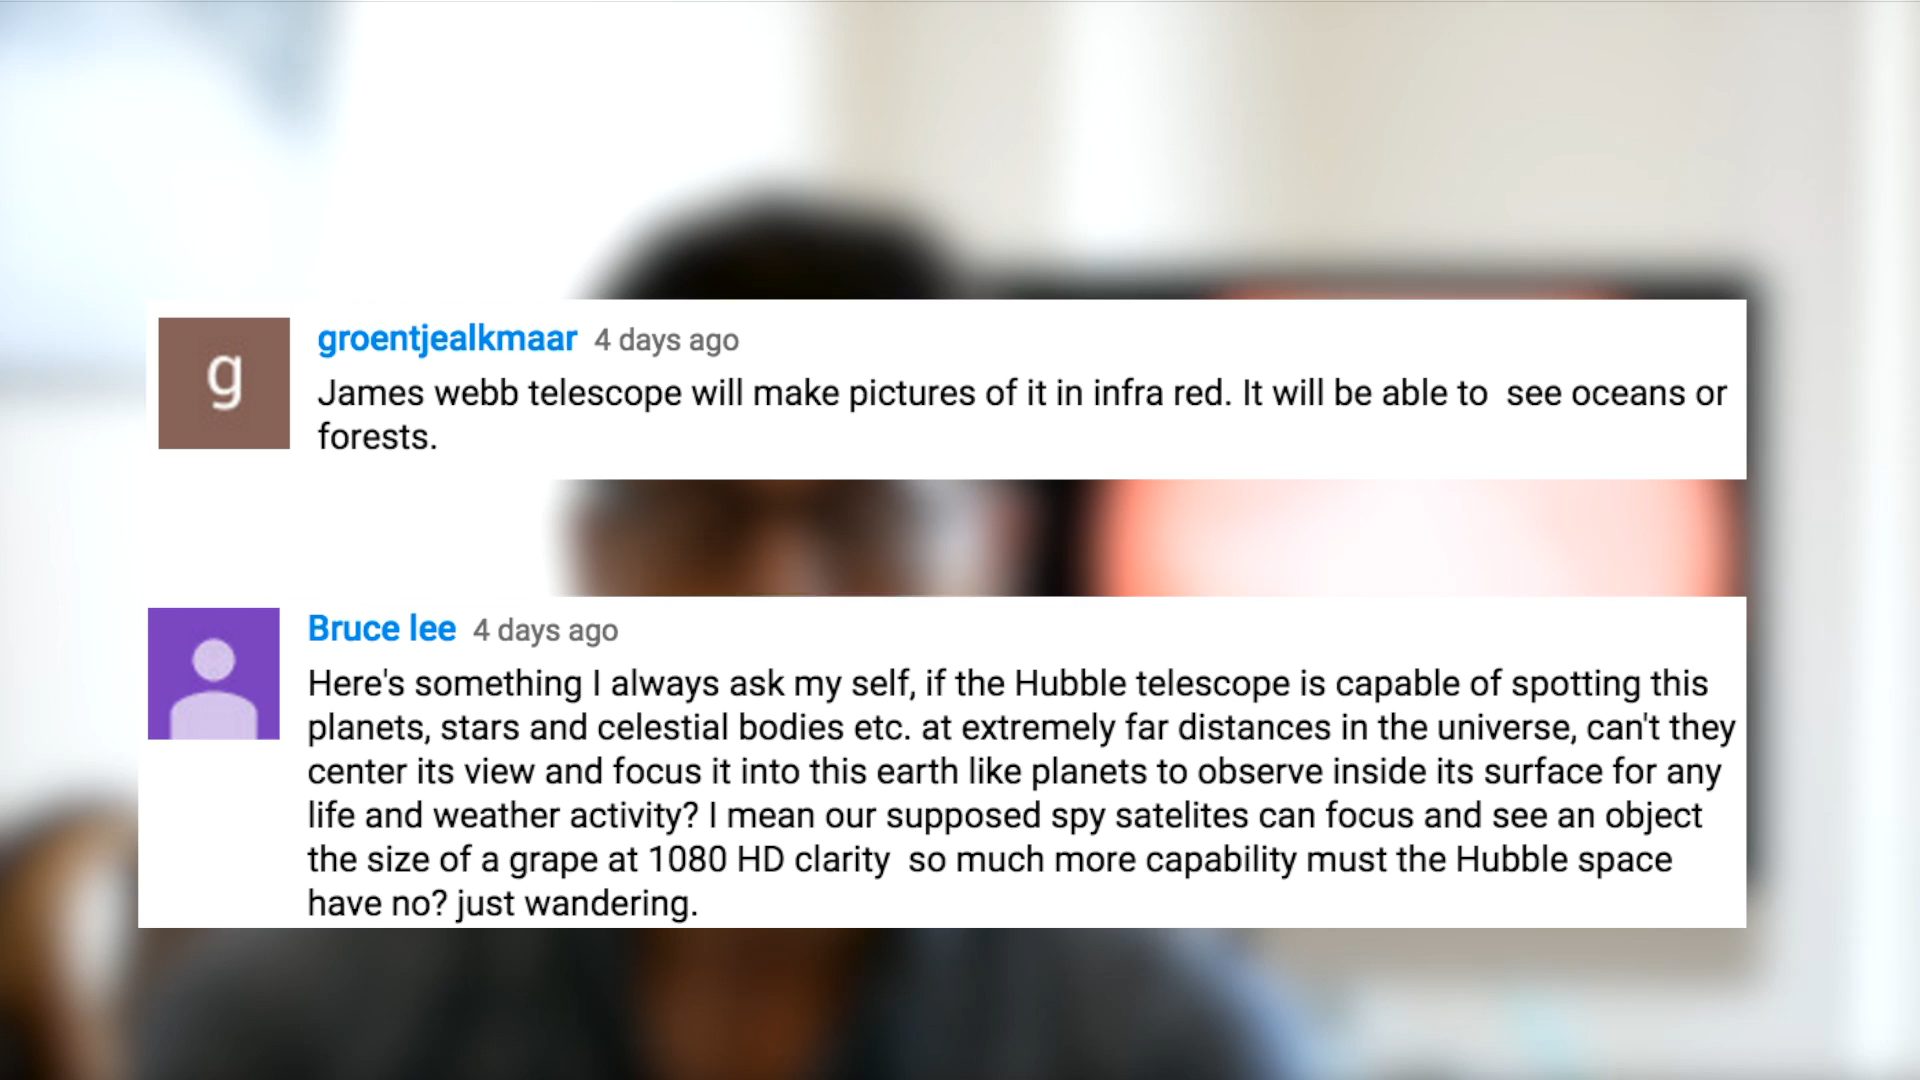 g
groentjealkmaar 4 days ago
James webb telescope will make pictures of it in infra red. It will be able to  see oceans or
forests.
Bruce lee 4 days ago
Here's something I always ask my self, if the Hubble telescope is capable of spotting this
planets, stars and celestial bodies etc. at extremely far distances in the universe, can't they
center its view and focus it into this earth like planets to observe inside its surface for any
life and weather activity? I mean our supposed spy satelites can focus and see an object
the size of a grape at 1080 HD clarity  so much more capability must the Hubble space
have no? just wandering.